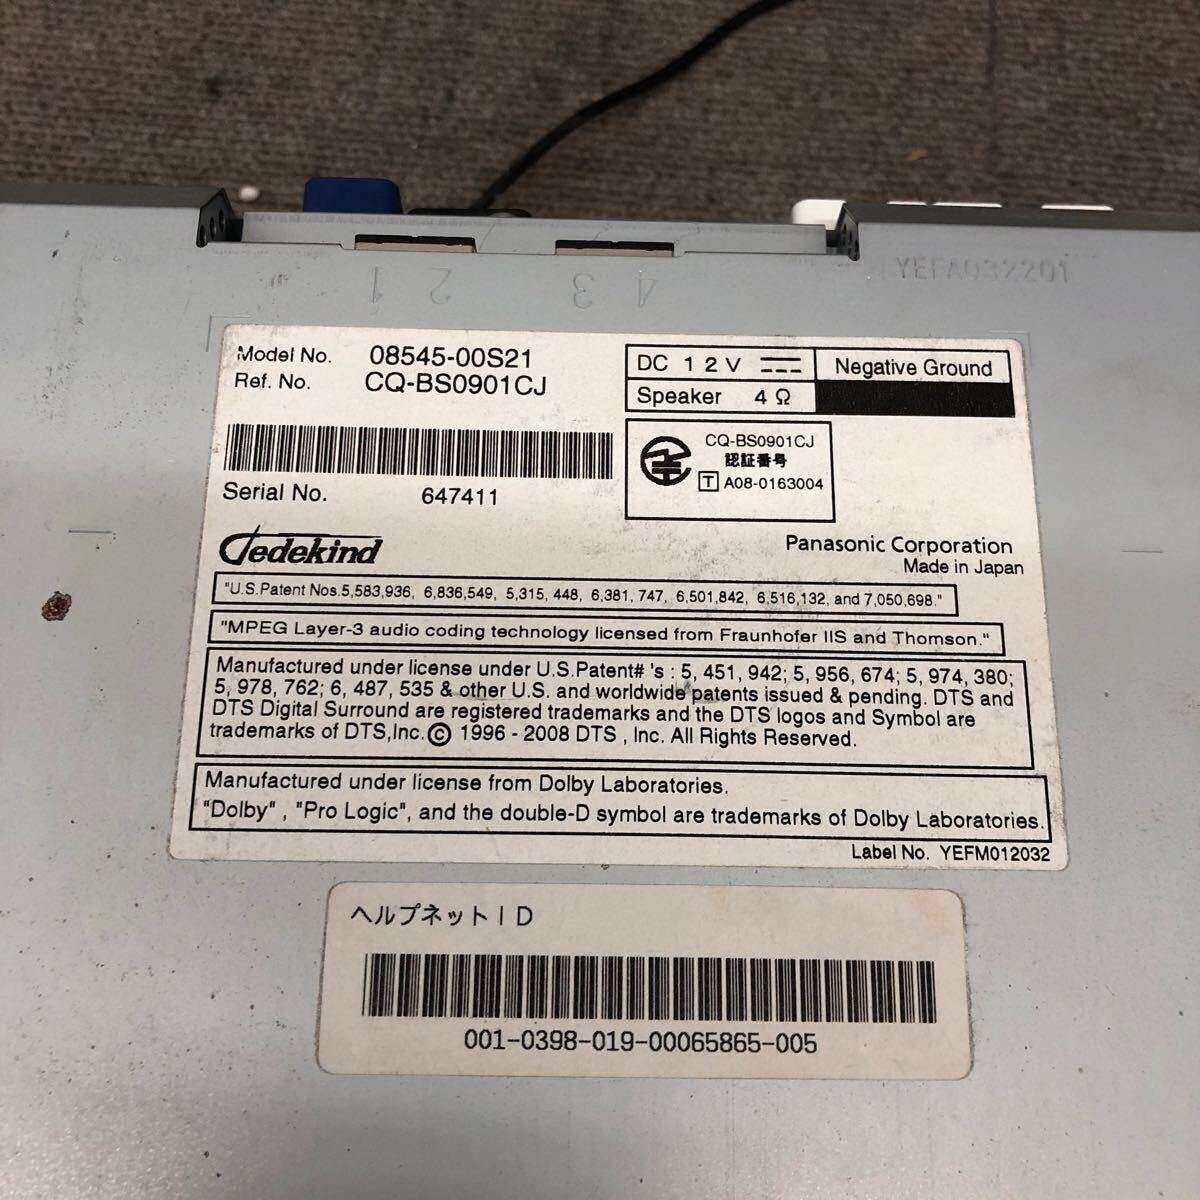 1 2 3 4
YEFA032201
Model No. 08545-00S21
Ref. No. CQ-BS0901CJ
DC 12V
Negative Ground
Speaker 4Ω
CQ-BS0901CJ
認証番号
T A08-0163004
Serial No. 647411
Gedekind
Panasonic Corporation
Made in Japan
"U.S.Patent Nos.5,583,936, 6,836,549, 5,315, 448, 6,381, 747, 6,501,842, 6,516,132, and 7,050,698."
"MPEG Layer-3 audio coding technology licensed from Fraunhofer IIS and Thomson."
Manufactured under license under U.S.Patent# 's : 5, 451, 942; 5, 956, 674; 5, 974, 380;
5, 978, 762; 6, 487, 535 & other U.S. and worldwide patents issued & pending. DTS and
DTS Digital Surround are registered trademarks and the DTS logos and Symbol are
trademarks of DTS,Inc.© 1996 - 2008 DTS , Inc. All Rights Reserved.
Manufactured under license from Dolby Laboratories.
"Dolby" , "Pro Logic", and the double-D symbol are trademarks of Dolby Laboratories.
Label No. YEFM012032
ヘルプネットID
001-0398-019-00065865-005